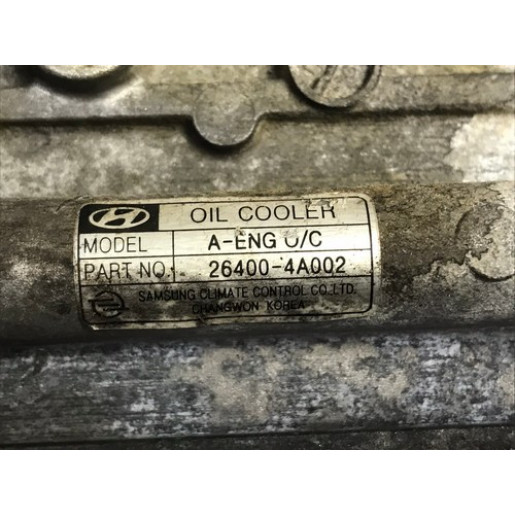 OIL COOLER
MODEL A-ENG O/C
PART NO. 26400-4A002
SAMSUNG CLIMATE CONTROL CO.,LTD.
CHANGWON KOREA